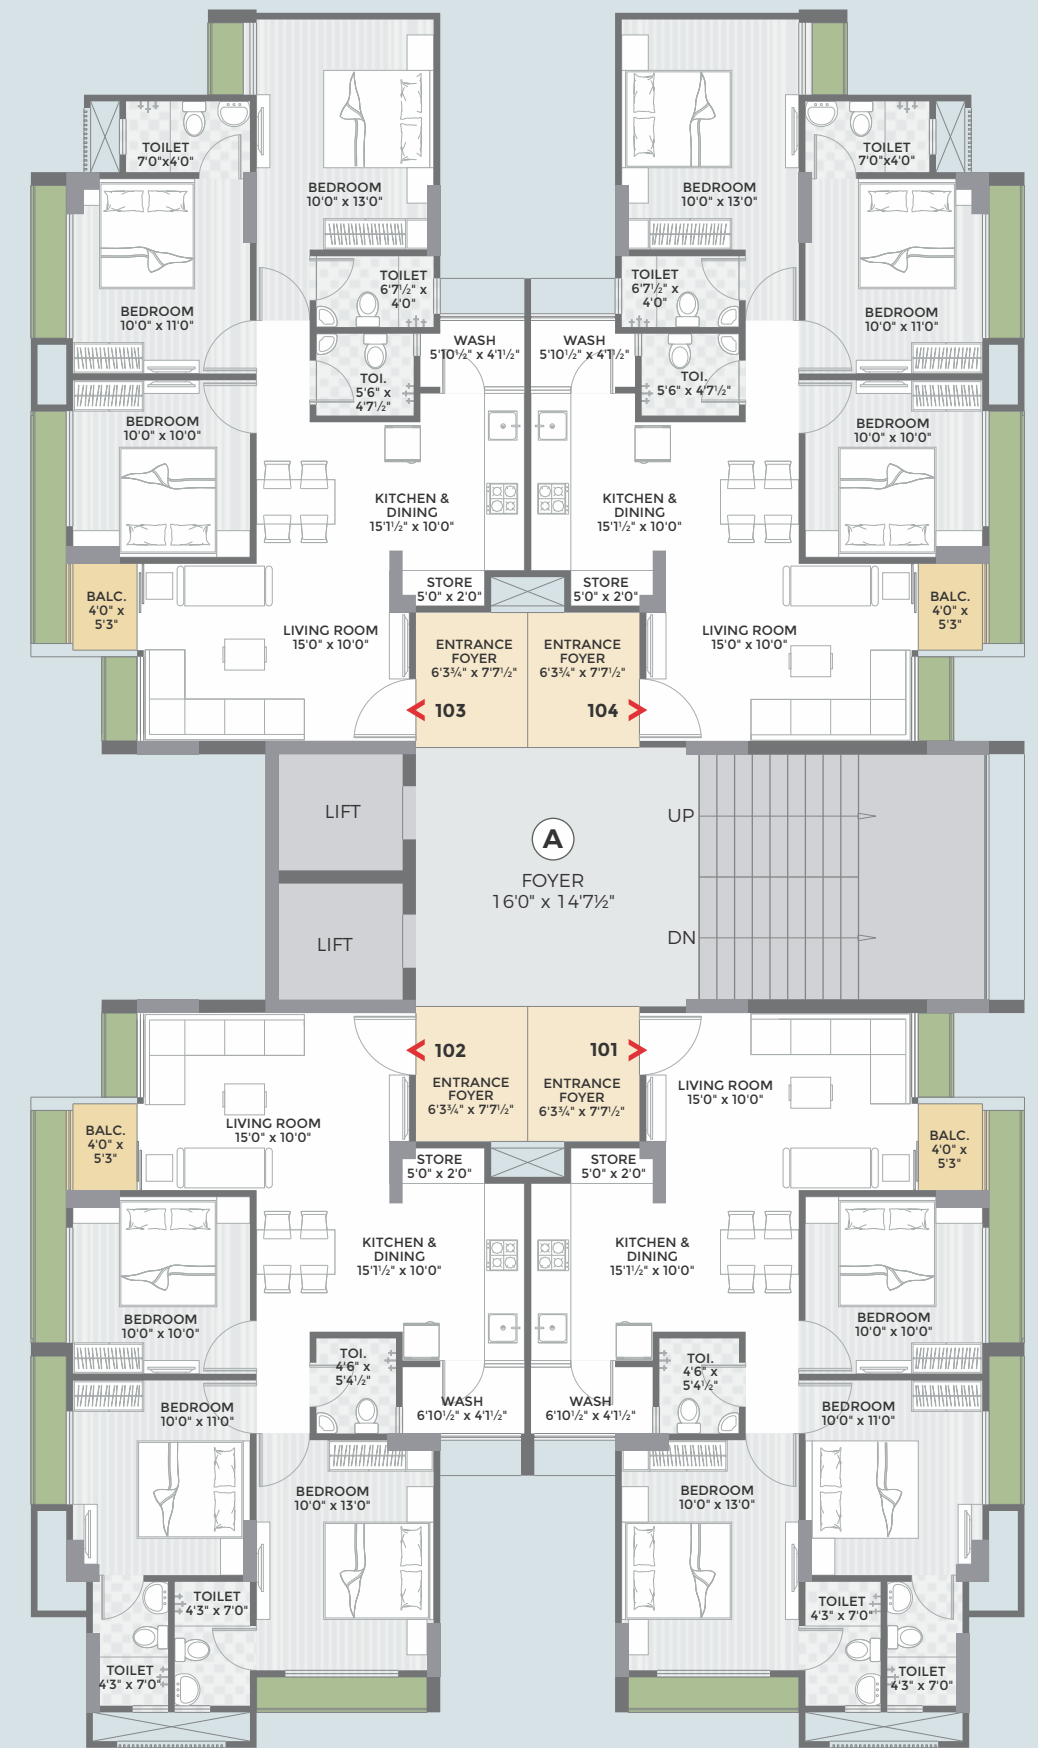 TOILET
7'0"x4'0"
BEDROOM
10'0" x 13'0"
BEDROOM
10'0" x 13'0"
TOILET
7'0"x4'0"
TOILET
6'7½" x
4'0"
TOILET
6'7½" x
4'0"
BEDROOM
10'0" x 11'0"
BEDROOM
10'0" x 11'0"
WASH
5'10½" x 4'1½"
WASH
5'10½" x 4'1½"
TOI.
5'6" x
4'7½"
TOI.
5'6" x 4'7½"
BEDROOM
10'0" x 10'0"
BEDROOM
10'0" x 10'0"
KITCHEN &
DINING
15'1½" x 10'0"
KITCHEN &
DINING
15'1½" x 10'0"
BALC.
4'0" x
5'3"
STORE
5'0" x 2'0"
STORE
5'0" x 2'0"
BALC.
4'0" x
5'3"
LIVING ROOM
15'0" x 10'0"
ENTRANCE
FOYER
6'3¾" x 7'7½"
ENTRANCE
FOYER
6'3¾" x 7'7½"
LIVING ROOM
15'0" x 10'0"
103
104
LIFT
UP
A
FOYER
16'0" x 14'7½"
LIFT
DN
102
101
ENTRANCE
FOYER
6'3¾" x 7'7½"
ENTRANCE
FOYER
6'3¾" x 7'7½"
LIVING ROOM
15'0" x 10'0"
LIVING ROOM
15'0" x 10'0"
BALC.
4'0" x
5'3"
BALC.
4'0" x
5'3"
STORE
5'0" x 2'0"
STORE
5'0" x 2'0"
KITCHEN &
DINING
15'1½" x 10'0"
KITCHEN &
DINING
15'1½" x 10'0"
BEDROOM
10'0" x 10'0"
BEDROOM
10'0" x 10'0"
TOI.
4'6" x
5'4½"
TOI.
4'6" x
5'4½"
BEDROOM
10'0" x 11'0"
WASH
6'10½" x 4'1½"
WASH
6'10½" x 4'1½"
BEDROOM
10'0" x 11'0"
BEDROOM
10'0" x 13'0"
BEDROOM
10'0" x 13'0"
TOILET
4'3" x 7'0"
TOILET
4'3" x 7'0"
TOILET
4'3" x 7'0"
TOILET
4'3" x 7'0"